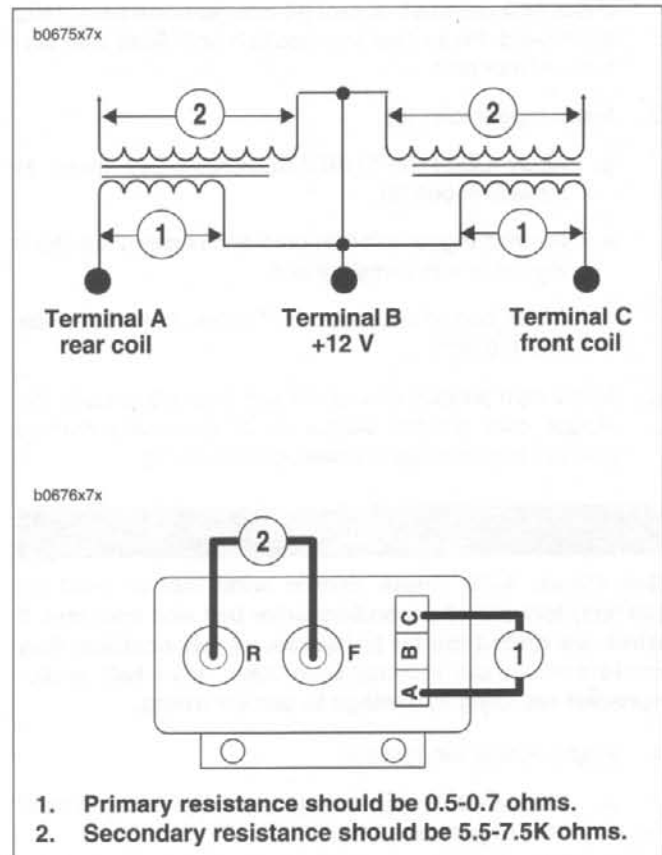 b0675x7x
2 2
1 1
Terminal A Terminal B Terminal C
rear coil +12 V front coil
b0676x7x
2
R F C B A 1
1. Primary resistance should be 0.5-0.7 ohms.
2. Secondary resistance should be 5.5-7.5K ohms.